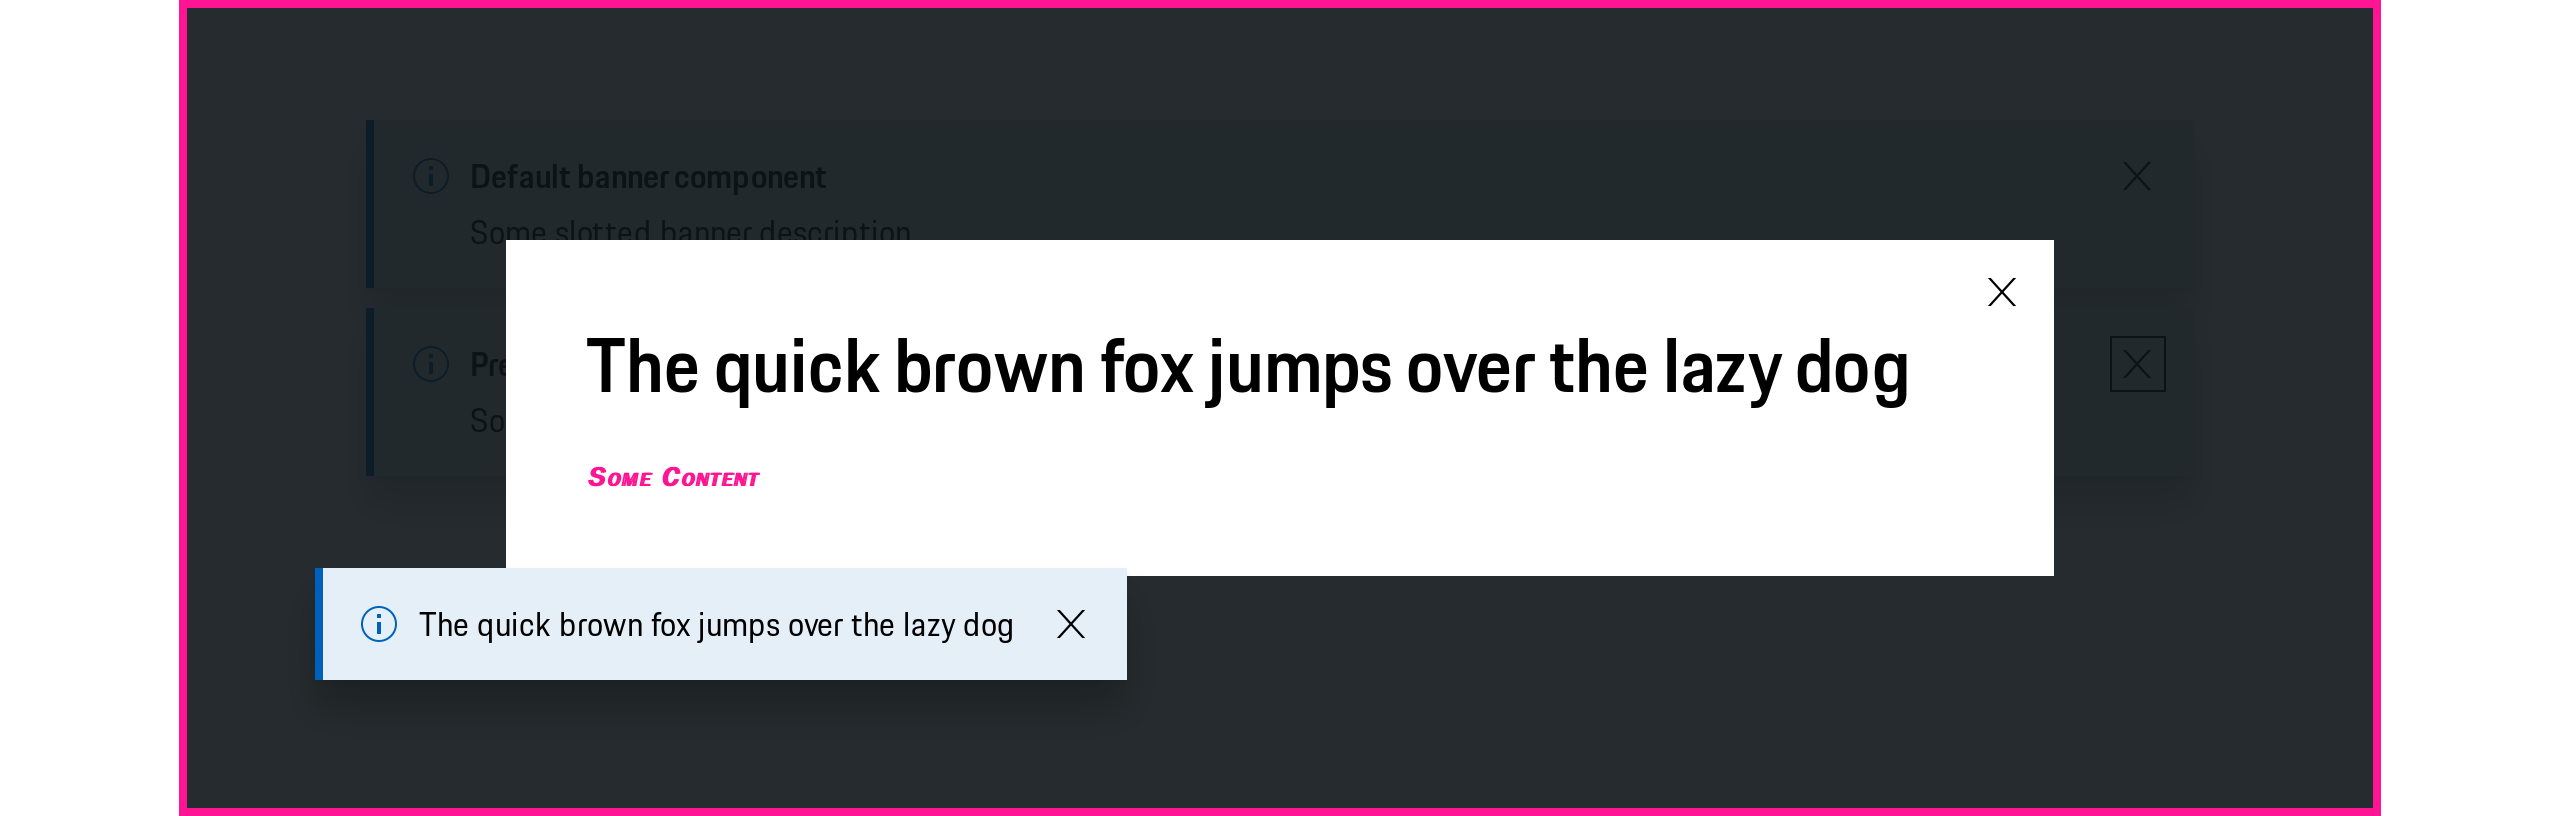 Default banner component
Some slotted banner description
The quick brown fox jumps over the lazy dog
Pre
So
Some Content
The quick brown fox jumps over the lazy dog